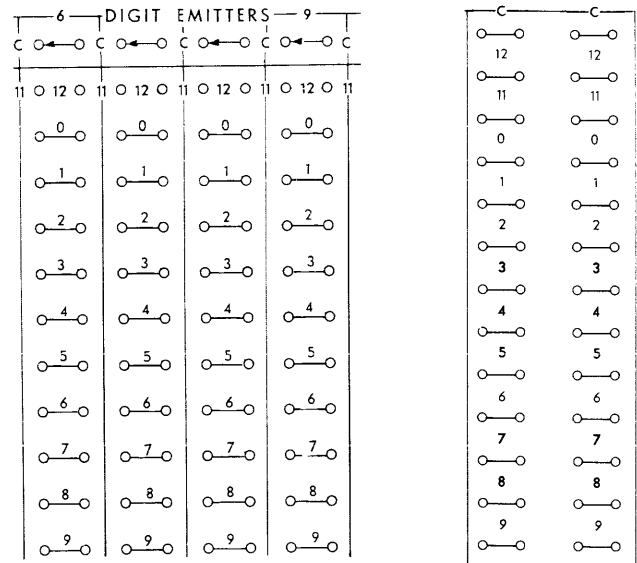 6 DIGIT EMITTERS 9
C C C C C
11 12 11 12 11 12 11 12 11
0 0 0 0
1 1 1 1
2 2 2 2
3 3 3 3
4 4 4 4
5 5 5 5
6 6 6 6
7 7 7 7
8 8 8 8
9 9 9 9
C C
12 12
11 11
0 0
1 1
2 2
3 3
4 4
5 5
6 6
7 7
8 8
9 9